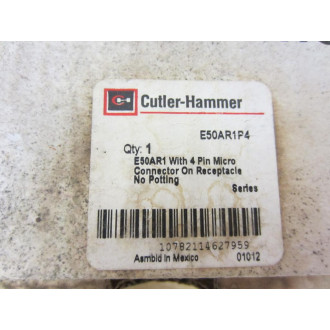 Cutler-Hammer
E50AR1P4
Qty: 1
E50AR1 With 4 Pin Micro
Connector On Receptacle
No Potting
Series
10782114627959
Asmbld in Mexico 01012